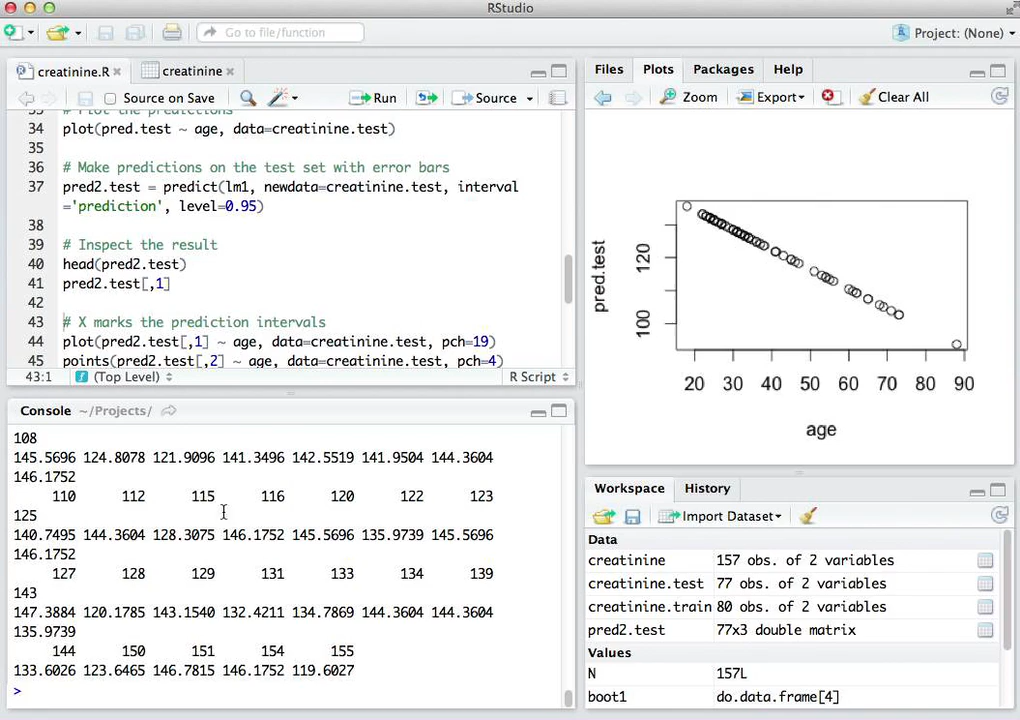 RStudio
Go to file/function
Project: (None)
creatinine.R
creatinine
Source on Save
Run
Source
33 # Plot the predictions
34 plot(pred.test ~ age, data=creatinine.test)
35
36 # Make predictions on the test set with error bars
37 pred2.test = predict(lm1, newdata=creatinine.test, interval
='prediction', level=0.95)
38
39 # Inspect the result
40 head(pred2.test)
41 pred2.test[,1]
42
43 # X marks the prediction intervals
44 plot(pred2.test[,1] ~ age, data=creatinine.test, pch=19)
45 points(pred2.test[,2] ~ age, data=creatinine.test, pch=4)
43:1 (Top Level) R Script
Console ~/Projects/
108
145.5696 124.8078 121.9096 141.3496 142.5519 141.9504 144.3604
146.1752
110 112 115 116 120 122 123
125
140.7495 144.3604 128.3075 146.1752 145.5696 135.9739 145.5696
146.1752
127 128 129 131 133 134 139
143
147.3884 120.1785 143.1540 132.4211 134.7869 144.3604 144.3604
135.9739
144 150 151 154 155
133.6026 123.6465 146.7815 146.1752 119.6027
>
Files Plots Packages Help
Zoom Export Clear All
pred.test
120
100
20 30 40 50 60 70 80 90
age
Workspace History
Import Dataset
Data
creatinine 157 obs. of 2 variables
creatinine.test 77 obs. of 2 variables
creatinine.train 80 obs. of 2 variables
pred2.test 77x3 double matrix
Values
N 157L
boot1 do.data.frame[4]